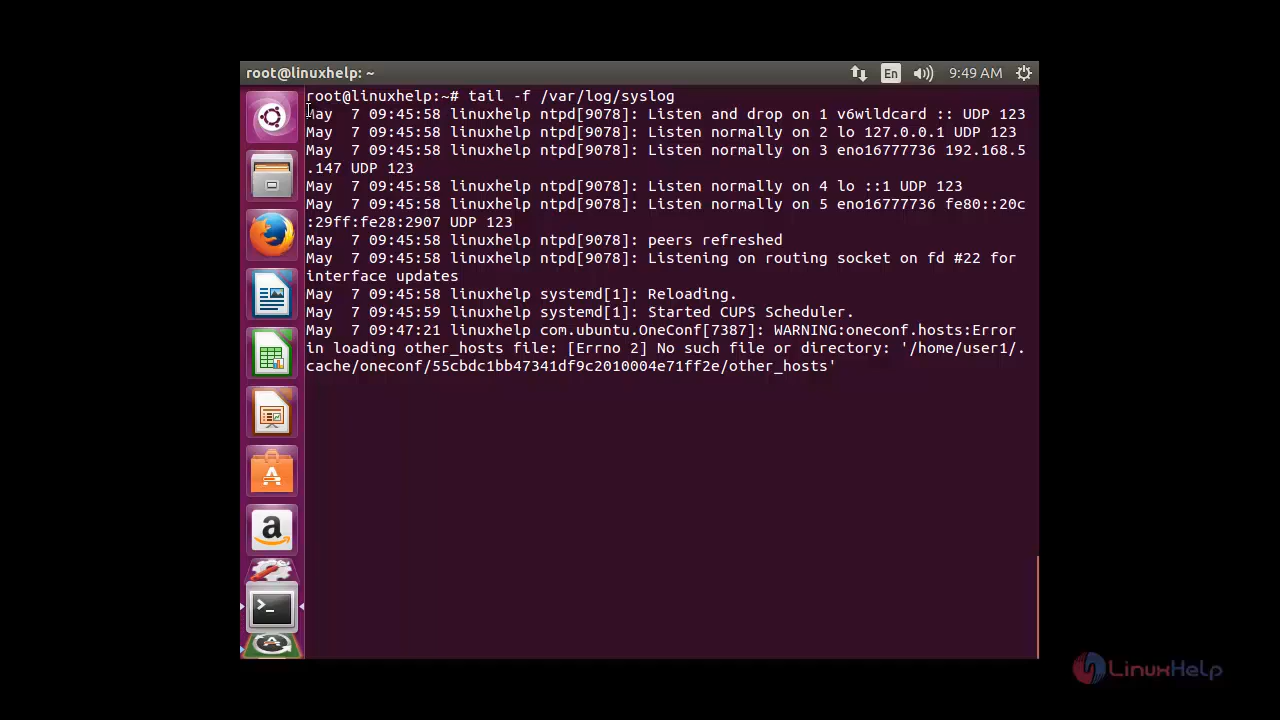 root@linuxhelp: ~
En
9:49 AM
root@linuxhelp:~# tail -f /var/log/syslog
May  7 09:45:58 linuxhelp ntpd[9078]: Listen and drop on 1 v6wildcard :: UDP 123
May  7 09:45:58 linuxhelp ntpd[9078]: Listen normally on 2 lo 127.0.0.1 UDP 123
May  7 09:45:58 linuxhelp ntpd[9078]: Listen normally on 3 eno16777736 192.168.5
.147 UDP 123
May  7 09:45:58 linuxhelp ntpd[9078]: Listen normally on 4 lo ::1 UDP 123
May  7 09:45:58 linuxhelp ntpd[9078]: Listen normally on 5 eno16777736 fe80::20c
:29ff:fe28:2907 UDP 123
May  7 09:45:58 linuxhelp ntpd[9078]: peers refreshed
May  7 09:45:58 linuxhelp ntpd[9078]: Listening on routing socket on fd #22 for
interface updates
May  7 09:45:58 linuxhelp systemd[1]: Reloading.
May  7 09:45:59 linuxhelp systemd[1]: Started CUPS Scheduler.
May  7 09:47:21 linuxhelp com.ubuntu.OneConf[7387]: WARNING:oneconf.hosts:Error
in loading other_hosts file: [Errno 2] No such file or directory: '/home/user1/.
cache/oneconf/55cbdc1bb47341df9c2010004e71ff2e/other_hosts'
LinuxHelp